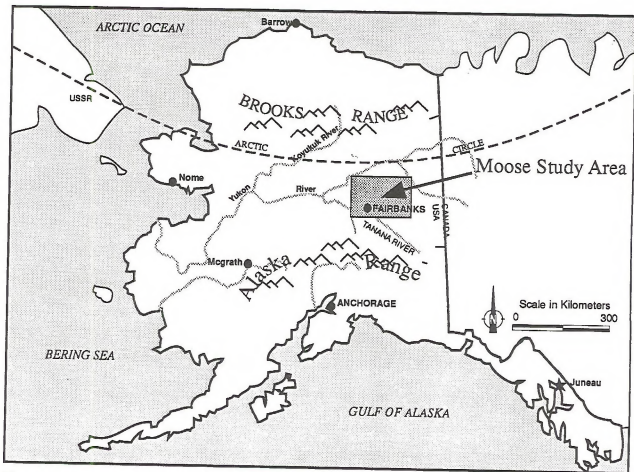 Barrow
ARCTIC OCEAN
USSR
BROOKS RANGE
Koyukuk River
ARCTIC CIRCLE
Moose Study Area
Nome
Yukon River
FAIRBANKS
CANADA
USA
TANANA RIVER
Mcgrath
Alaska Range
ANCHORAGE
N
Scale in Kilometers
0 300
BERING SEA
Juneau
GULF OF ALASKA